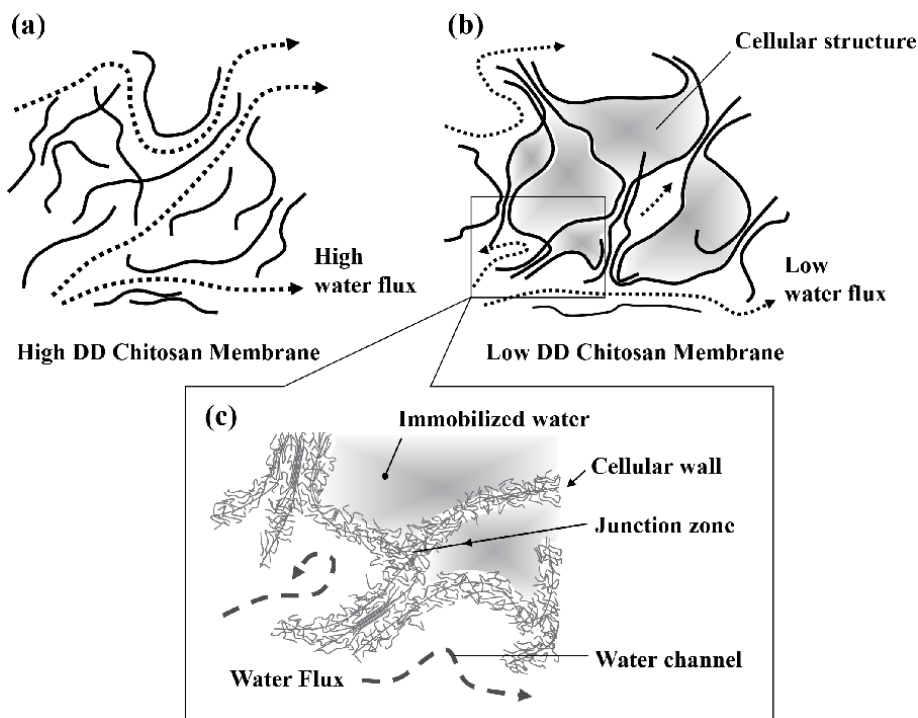 (a)
(b)
Cellular structure
High
water flux
Low
water flux
High DD Chitosan Membrane
Low DD Chitosan Membrane
(c)
Immobilized water
Cellular wall
Junction zone
Water channel
Water Flux